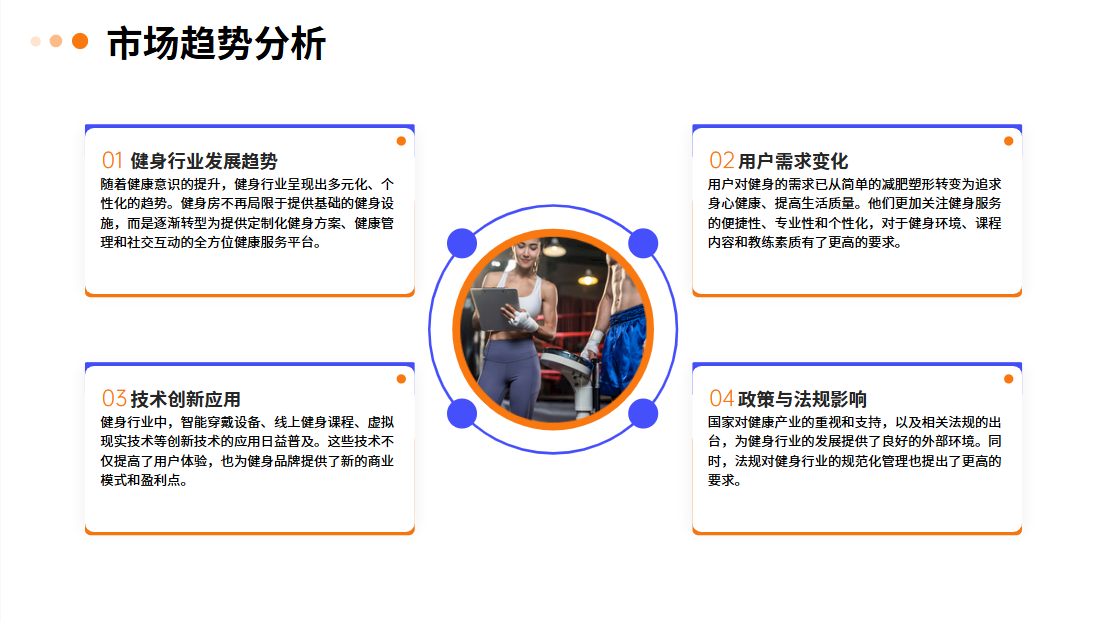 市场趋势分析
01 健身行业发展趋势
随着健康意识的提升，健身行业呈现出多元化、个
性化的趋势。健身房不再局限于提供基础的健身设
施，而是逐渐转型为提供定制化健身方案、健康管
理和社交互动的全方位健康服务平台。
02 用户需求变化
用户对健身的需求已从简单的减肥塑形转变为追求
身心健康、提高生活质量。他们更加关注健身服务
的便捷性、专业性和个性化，对于健身环境、课程
内容和教练素质有了更高的要求。
03 技术创新应用
健身行业中，智能穿戴设备、线上健身课程、虚拟
现实技术等创新技术的应用日益普及。这些技术不
仅提高了用户体验，也为健身品牌提供了新的商业
模式和盈利点。
04 政策与法规影响
国家对健康产业的重视和支持，以及相关法规的出
台，为健身行业的发展提供了良好的外部环境。同
时，法规对健身行业的规范化管理也提出了更高的
要求。